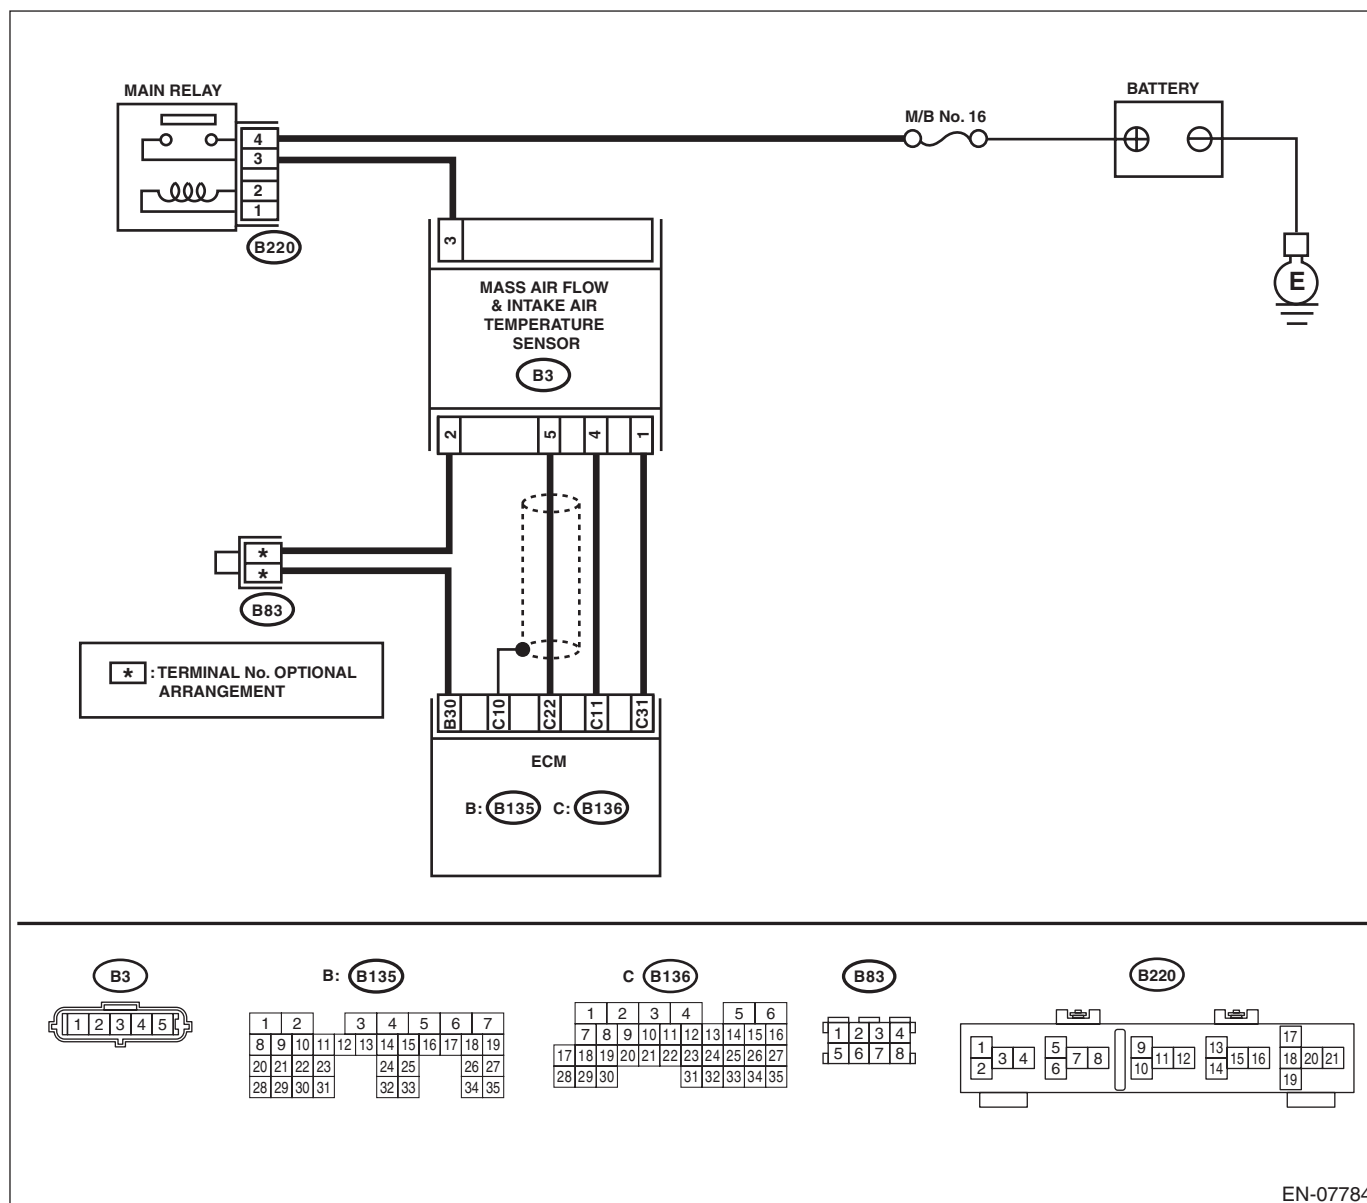 MAIN RELAY
BATTERY
M/B No. 16
4
3
2
1
B220
E
3
MASS AIR FLOW
& INTAKE AIR
TEMPERATURE
SENSOR
B3
2 5 4 1
*
*
B83
* : TERMINAL No. OPTIONAL
ARRANGEMENT
B30 C10 C22 C11 C31
ECM
B: B135 C: B136
B3
1 2 3 4 5
B: B135
1 2 3 4 5 6 7
8 9 10 11 12 13 14 15 16 17 18 19
20 21 22 23 24 25 26 27
28 29 30 31 32 33 34 35
C B136
1 2 3 4 5 6
7 8 9 10 11 12 13 14 15 16
17 18 19 20 21 22 23 24 25 26 27
28 29 30 31 32 33 34 35
B83
1 2 3 4
5 6 7 8
B220
1 2 3 4
5 6 7 8
9 10 11 12
13 14 15 16
17 18 19 20 21
EN-07784